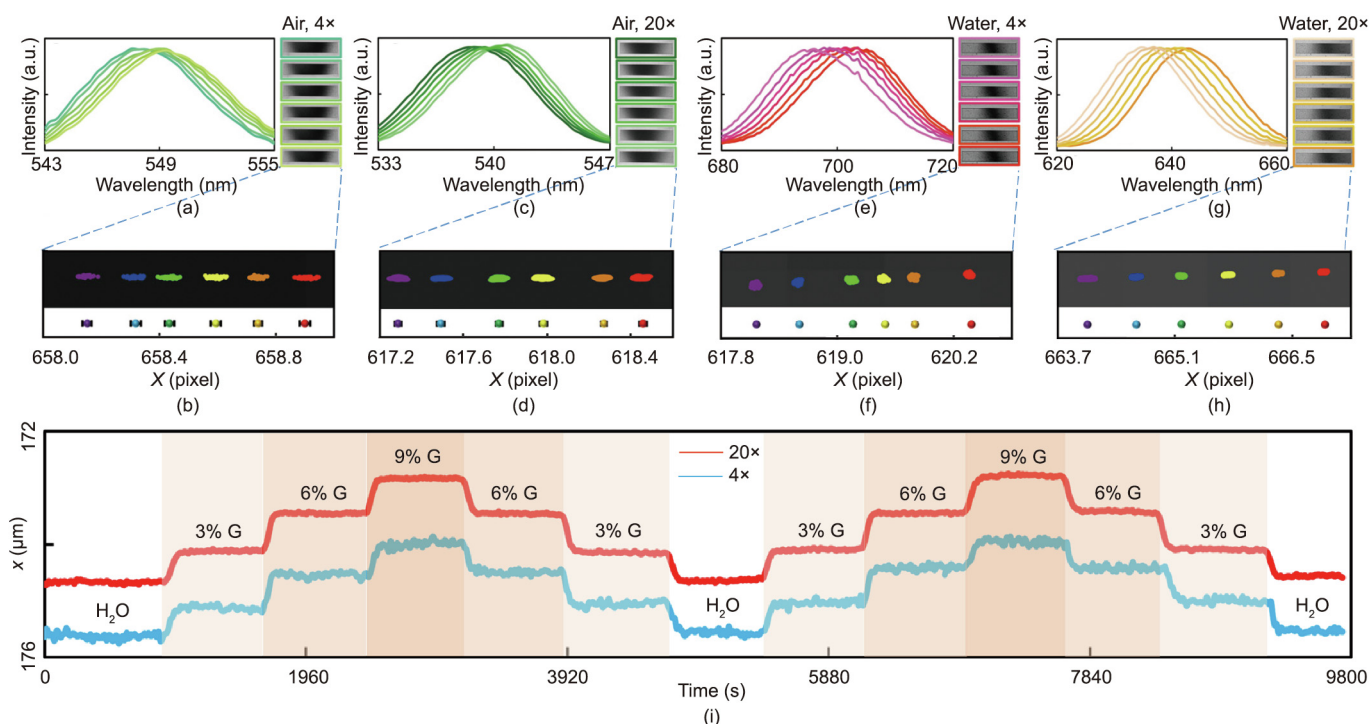 Air, 4×
Intensity (a.u.)
543 549 555
Wavelength (nm)
(a)
Air, 20×
Intensity (a.u.)
533 540 547
Wavelength (nm)
(c)
Water, 4×
Intensity (a.u.)
680 700 720
Wavelength (nm)
(e)
Water, 20×
Intensity (a.u.)
620 640 660
Wavelength (nm)
(g)
658.0 658.4 658.8
X (pixel)
(b)
617.2 617.6 618.0 618.4
X (pixel)
(d)
617.8 619.0 620.2
X (pixel)
(f)
663.7 665.1 666.5
X (pixel)
(h)
172
176
x (μm)
20×
4×
H₂O
3% G
6% G
9% G
6% G
3% G
H₂O
3% G
6% G
9% G
6% G
3% G
H₂O
0 1960 3920 5880 7840 9800
Time (s)
(i)